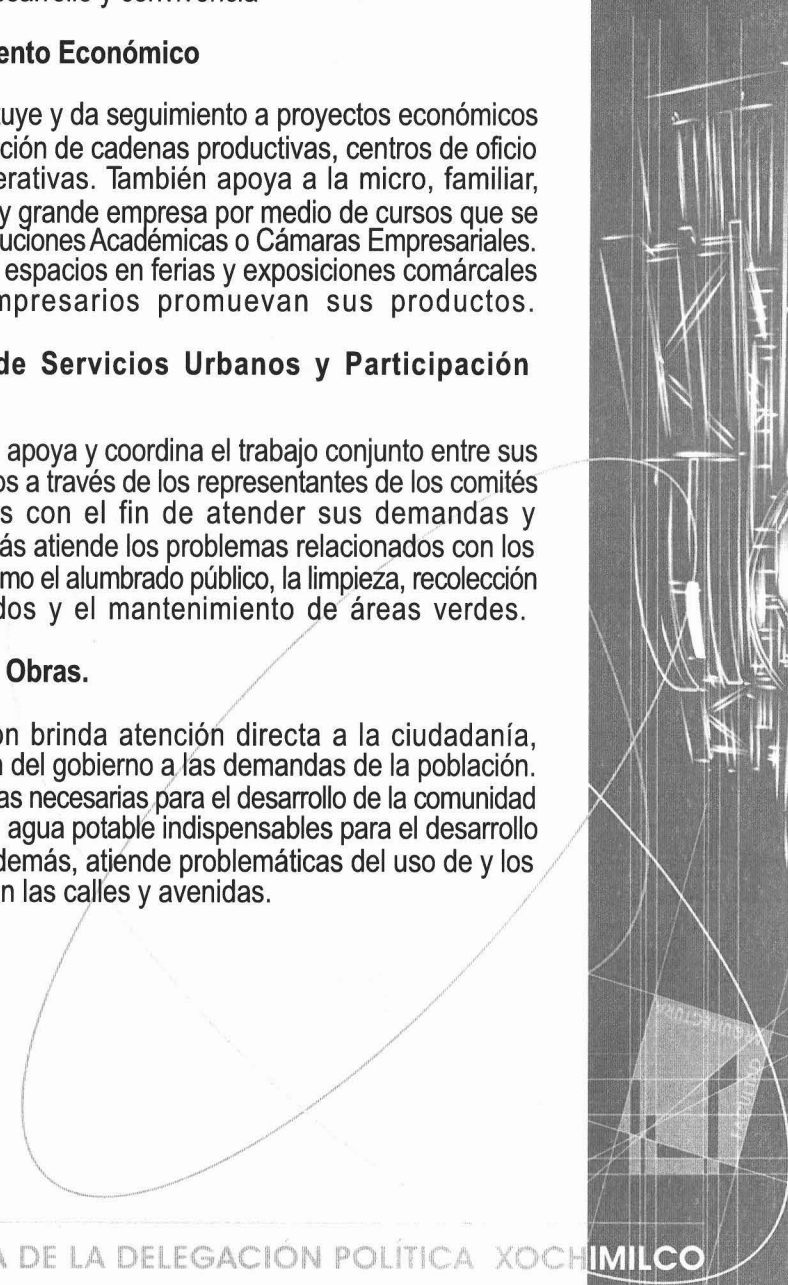 desarrollo y convivencia
ento Económico
tuye y da seguimiento a proyectos económicos
ción de cadenas productivas, centros de oficio
erativas. También apoya a la micro, familiar,
y grande empresa por medio de cursos que se
uciones Académicas o Cámaras Empresariales.
espacios en ferias y exposiciones comárcales
mpresarios promuevan sus productos.
de Servicios Urbanos y Participación
apoya y coordina el trabajo conjunto entre sus
os a través de los representantes de los comités
s con el fin de atender sus demandas y
ás atiende los problemas relacionados con los
mo el alumbrado público, la limpieza, recolección
dos y el mantenimiento de áreas verdes.
Obras.
ón brinda atención directa a la ciudadanía,
n del gobierno a las demandas de la población.
as necesarias para el desarrollo de la comunidad
agua potable indispensables para el desarrollo
demás, atiende problemáticas del uso de y los
n las calles y avenidas.
ARQUITECTURA
A DE LA DELEGACIÓN POLÍTICA XOCHIMILCO